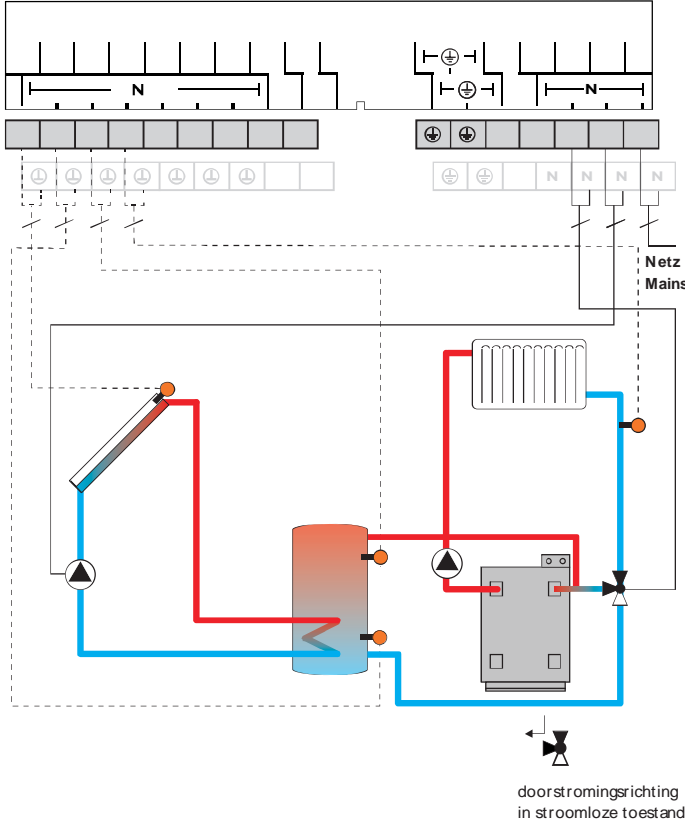 N N
N N N N
Netz
Mains
doorstromingsrichting
in stroomloze toestand